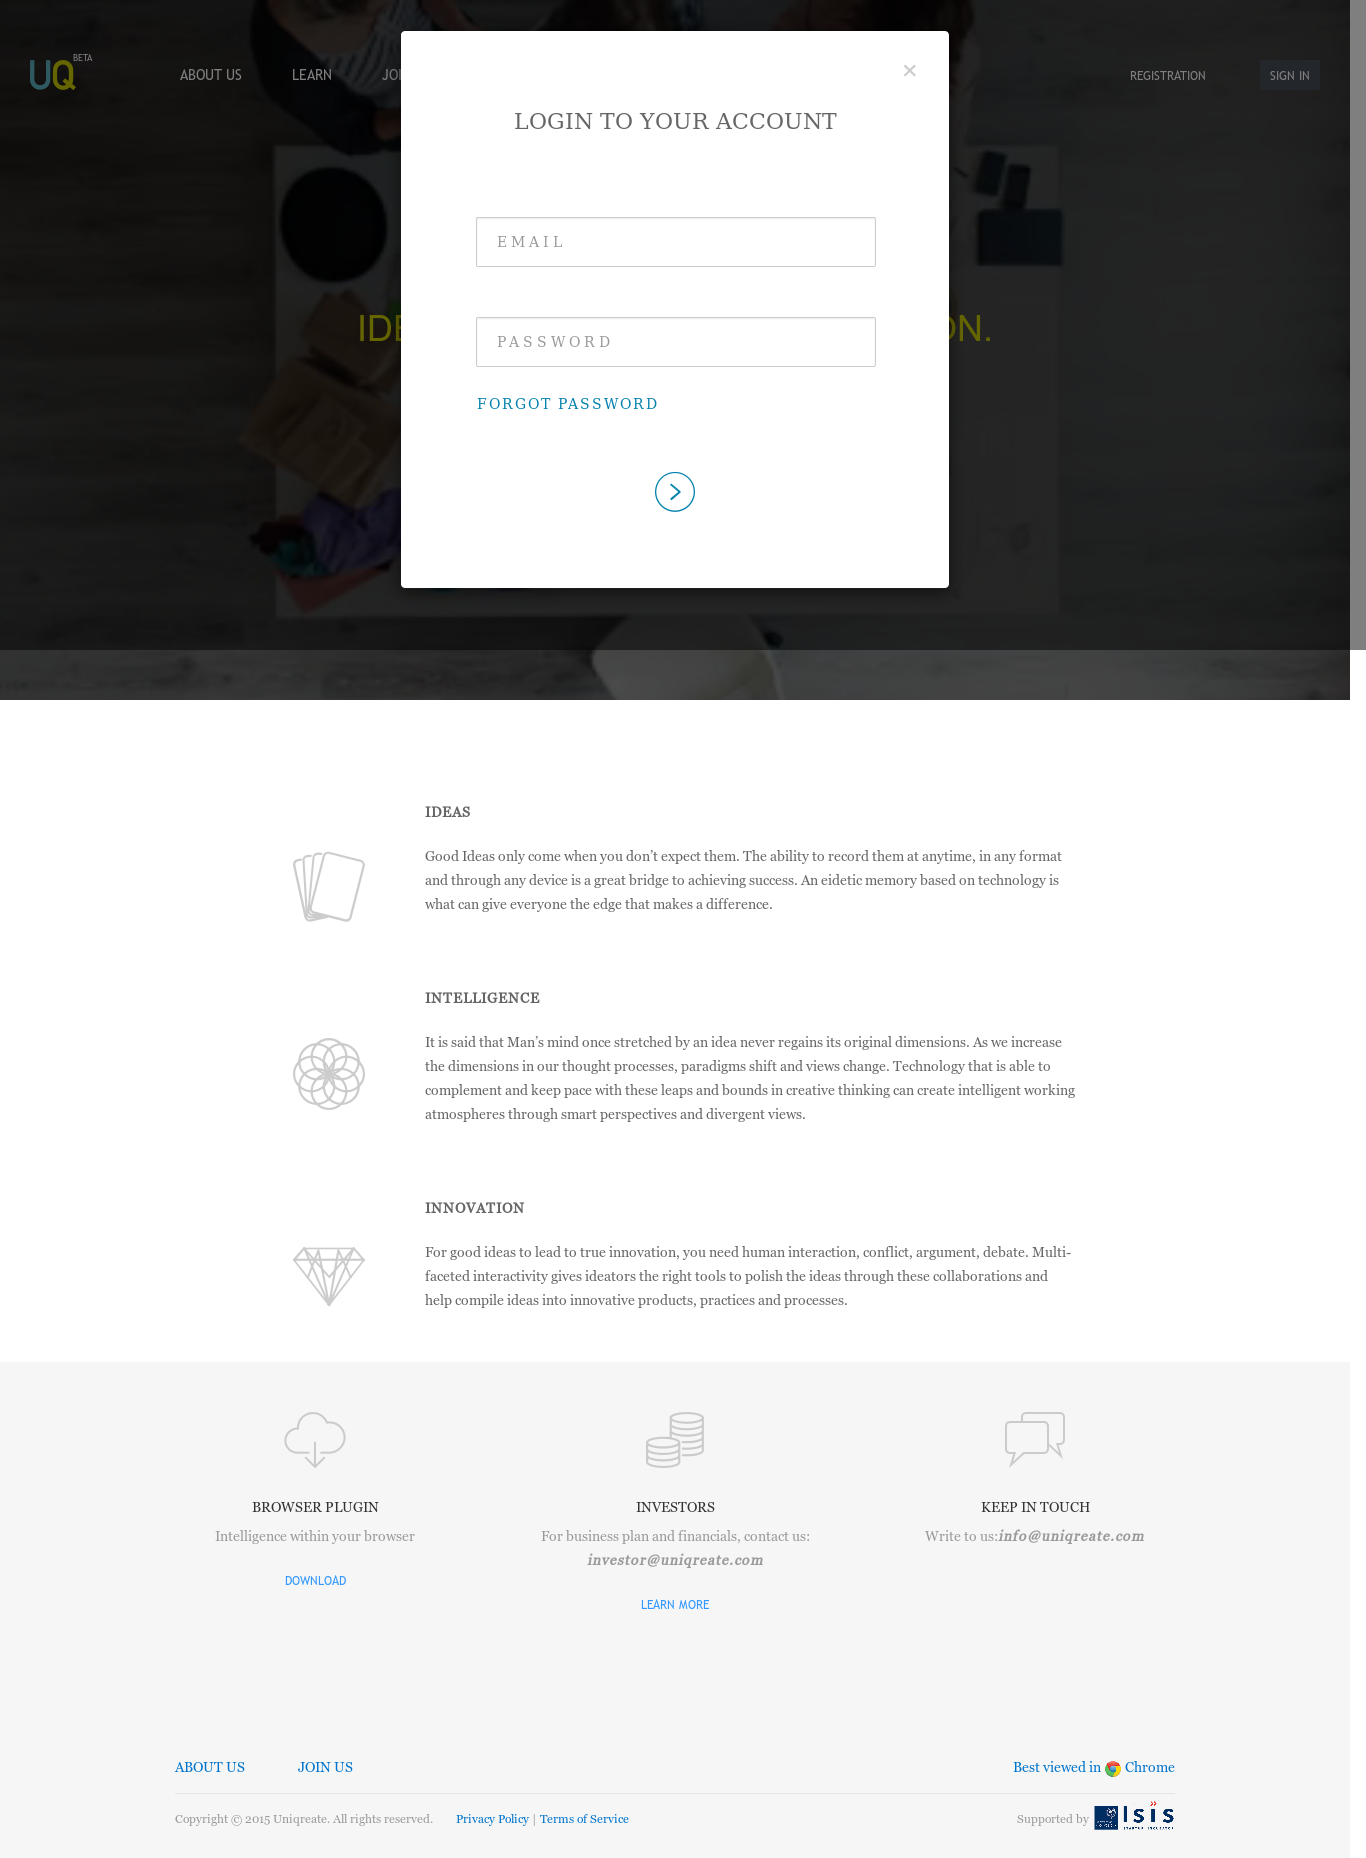 UQ BETA
ABOUT US LEARN
REGISTRATION SIGN IN
×
LOGIN TO YOUR ACCOUNT
EMAIL
PASSWORD
FORGOT PASSWORD
IDEAS
Good Ideas only come when you don’t expect them. The ability to record them at anytime, in any format
and through any device is a great bridge to achieving success. An eidetic memory based on technology is
what can give everyone the edge that makes a difference.
INTELLIGENCE
It is said that Man’s mind once stretched by an idea never regains its original dimensions. As we increase
the dimensions in our thought processes, paradigms shift and views change. Technology that is able to
complement and keep pace with these leaps and bounds in creative thinking can create intelligent working
atmospheres through smart perspectives and divergent views.
INNOVATION
For good ideas to lead to true innovation, you need human interaction, conflict, argument, debate. Multi-
faceted interactivity gives ideators the right tools to polish the ideas through these collaborations and
help compile ideas into innovative products, practices and processes.
BROWSER PLUGIN
Intelligence within your browser
DOWNLOAD
INVESTORS
For business plan and financials, contact us:
investor@uniqreate.com
LEARN MORE
KEEP IN TOUCH
Write to us:info@uniqreate.com
ABOUT US JOIN US
Best viewed in Chrome
Copyright © 2015 Uniqreate. All rights reserved. Privacy Policy | Terms of Service
Supported by Isis